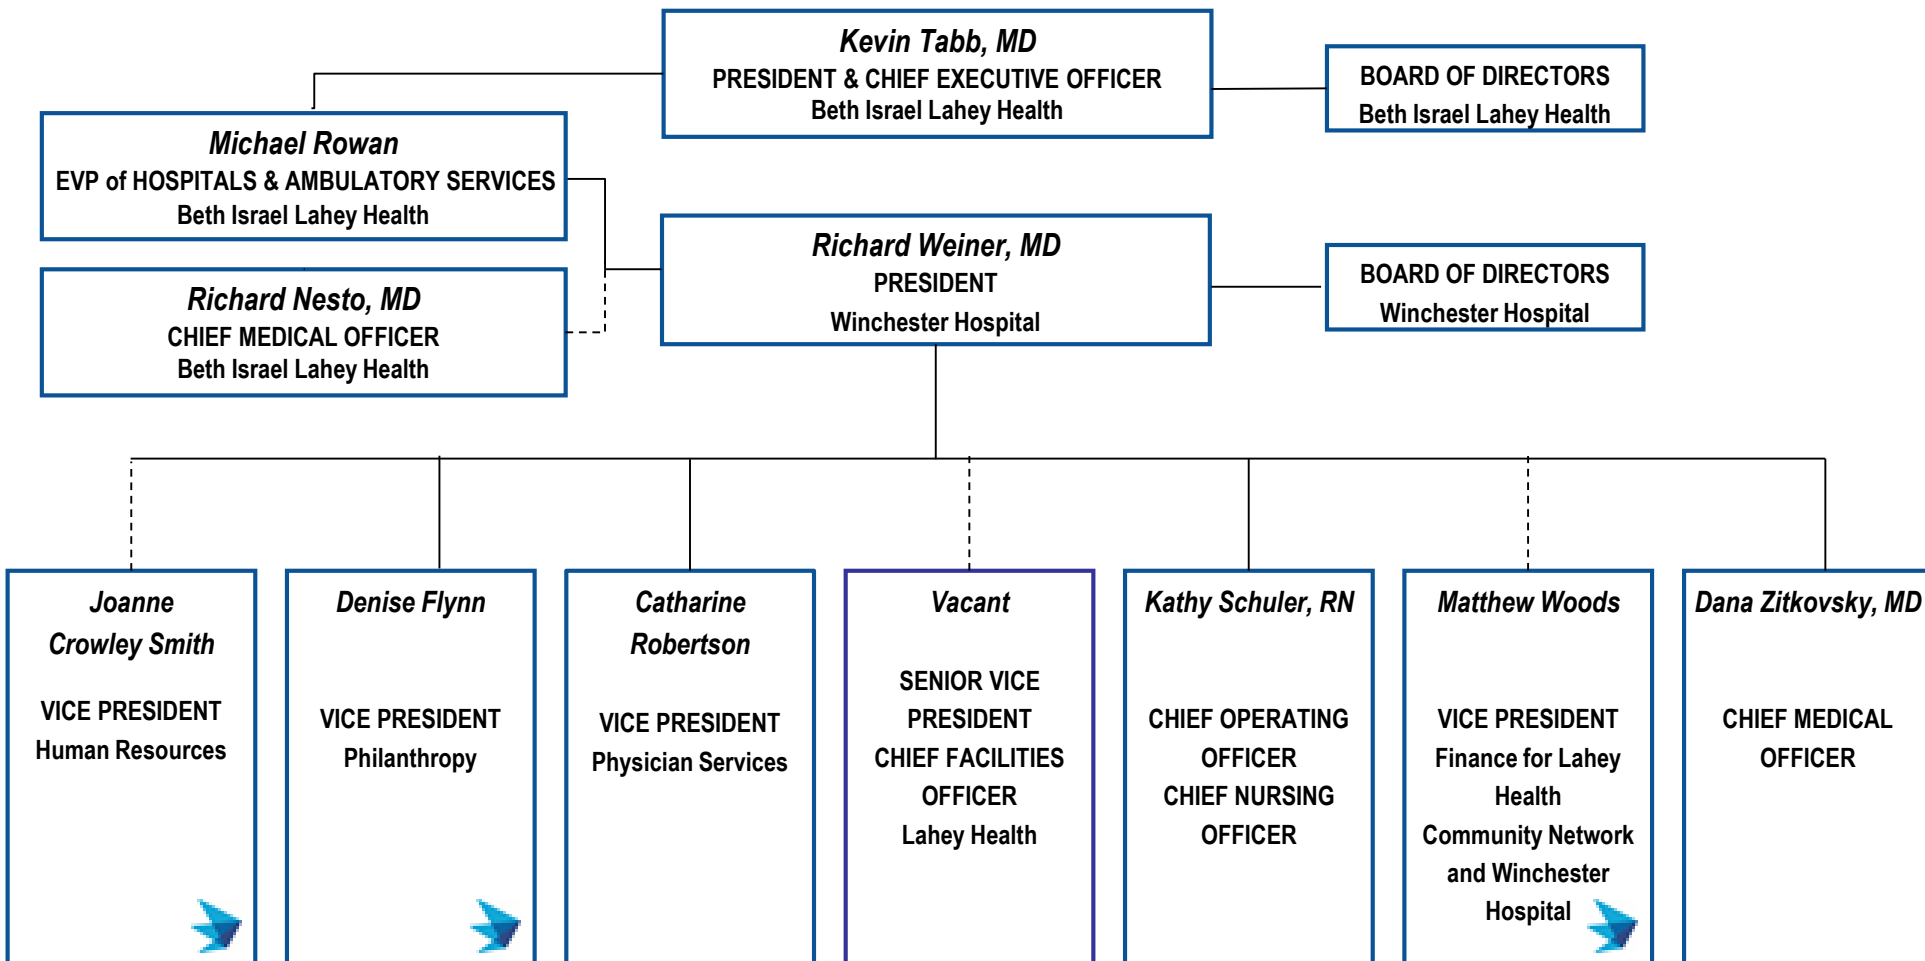 Kevin Tabb, MD
PRESIDENT & CHIEF EXECUTIVE OFFICER
Beth Israel Lahey Health
BOARD OF DIRECTORS
Beth Israel Lahey Health
Michael Rowan
EVP of HOSPITALS & AMBULATORY SERVICES
Beth Israel Lahey Health
Richard Weiner, MD
PRESIDENT
Winchester Hospital
BOARD OF DIRECTORS
Winchester Hospital
Richard Nesto, MD
CHIEF MEDICAL OFFICER
Beth Israel Lahey Health
Joanne
Crowley Smith
VICE PRESIDENT
Human Resources
Denise Flynn
VICE PRESIDENT
Philanthropy
Catharine
Robertson
VICE PRESIDENT
Physician Services
Vacant
SENIOR VICE
PRESIDENT
CHIEF FACILITIES
OFFICER
Lahey Health
Kathy Schuler, RN
CHIEF OPERATING
OFFICER
CHIEF NURSING
OFFICER
Matthew Woods
VICE PRESIDENT
Finance for Lahey
Health
Community Network
and Winchester
Hospital
Dana Zitkovsky, MD
CHIEF MEDICAL
OFFICER